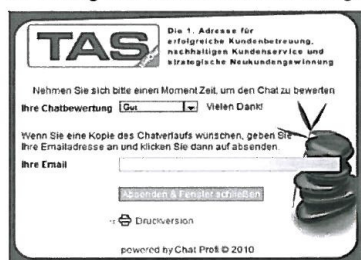 TAS
Die 1. Adresse für
erfolgreiche Kundenbetreuung,
nachhaltigen Kundenservice und
strategische Neukundengewinnung
Nehmen Sie sich bitte einen Moment Zeit, um den Chat zu bewerten
Ihre Chatbewertung Gut Vielen Dank!
Wenn Sie eine Kopie des Chatverlaufs wünschen, geben Sie
Ihre Emailadresse an und klicken Sie dann auf absenden.
Ihre Email
Absenden & Fenster schließen
Druckversion
powered by Chat Profi © 2010